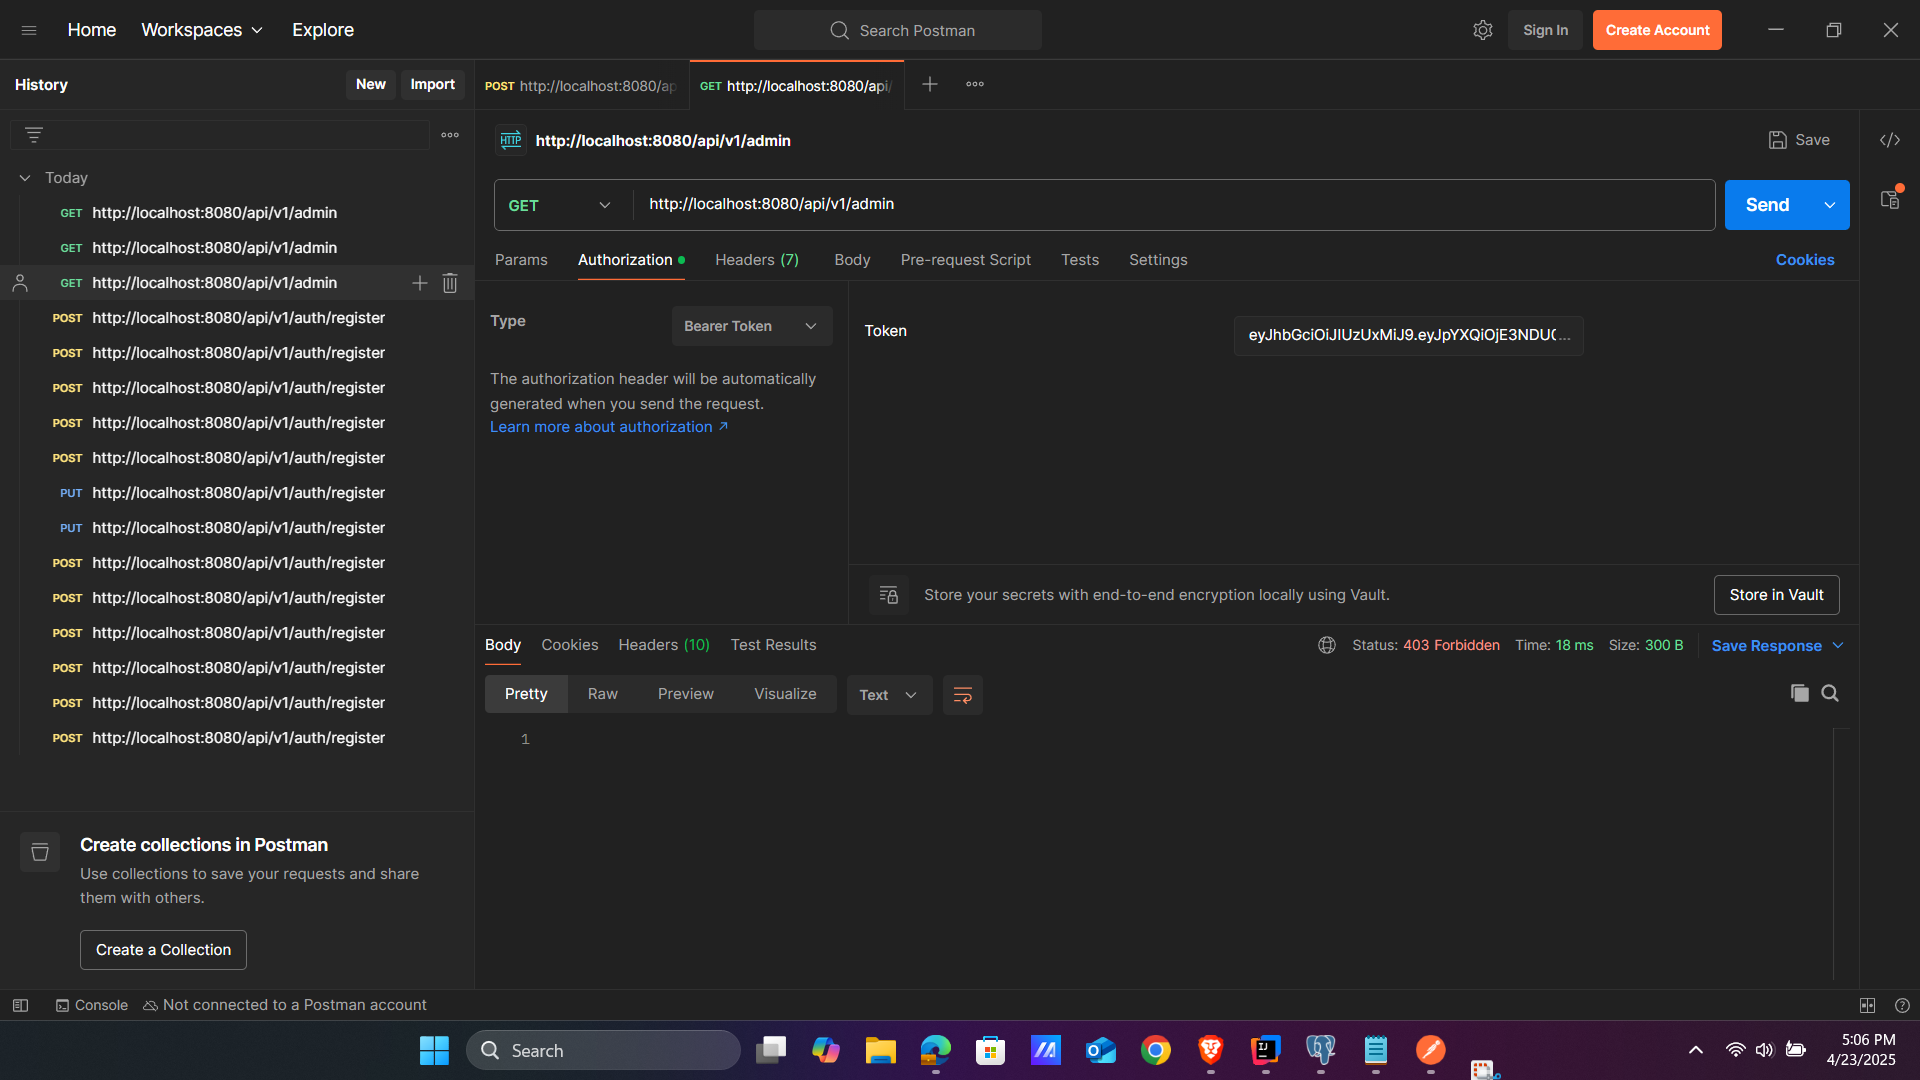 Home
Workspaces
Explore
Search Postman
Sign In
Create Account
History
New
Import
POST http://localhost:8080/ap
GET http://localhost:8080/api/
HTTP
http://localhost:8080/api/v1/admin
Save
Today
GET http://localhost:8080/api/v1/admin
GET http://localhost:8080/api/v1/admin
GET http://localhost:8080/api/v1/admin
POST http://localhost:8080/api/v1/auth/register
POST http://localhost:8080/api/v1/auth/register
POST http://localhost:8080/api/v1/auth/register
POST http://localhost:8080/api/v1/auth/register
POST http://localhost:8080/api/v1/auth/register
PUT http://localhost:8080/api/v1/auth/register
PUT http://localhost:8080/api/v1/auth/register
POST http://localhost:8080/api/v1/auth/register
POST http://localhost:8080/api/v1/auth/register
POST http://localhost:8080/api/v1/auth/register
POST http://localhost:8080/api/v1/auth/register
POST http://localhost:8080/api/v1/auth/register
POST http://localhost:8080/api/v1/auth/register
Create collections in Postman
Use collections to save your requests and share
them with others.
Create a Collection
GET
http://localhost:8080/api/v1/admin
Send
Params
Authorization
Headers (7)
Body
Pre-request Script
Tests
Settings
Cookies
Type
Bearer Token
The authorization header will be automatically
generated when you send the request.
Learn more about authorization
Token
eyJhbGciOiJIUzUxMiJ9.eyJpYXQiOjE3NDU...
Store your secrets with end-to-end encryption locally using Vault.
Store in Vault
Body
Cookies
Headers (10)
Test Results
Status: 403 Forbidden
Time: 18 ms
Size: 300 B
Save Response
Pretty
Raw
Preview
Visualize
Text
1
Console
Not connected to a Postman account
Search
5:06 PM
4/23/2025